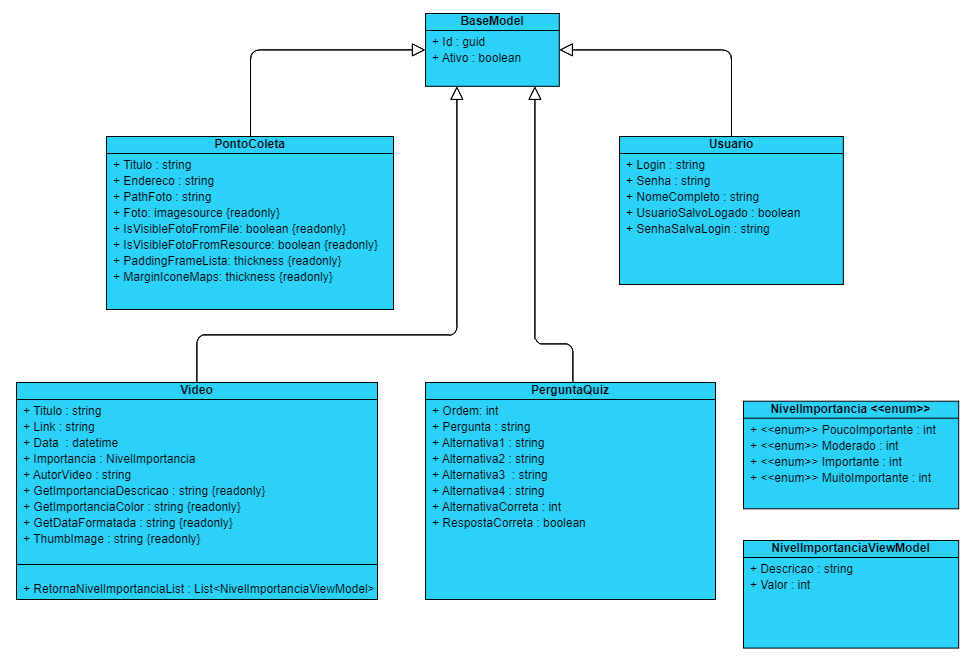 BaseModel
+ Id : guid
+ Ativo : boolean
PontoColeta
+ Titulo : string
+ Endereco : string
+ PathFoto : string
+ Foto: imagesource {readonly}
+ IsVisibleFotoFromFile: boolean {readonly}
+ IsVisibleFotoFromResource: boolean {readonly}
+ PaddingFrameLista: thickness {readonly}
+ MarginIconeMaps: thickness {readonly}
Usuario
+ Login : string
+ Senha : string
+ NomeCompleto : string
+ UsuarioSalvoLogado : boolean
+ SenhaSalvaLogin : string
Video
+ Titulo : string
+ Link : string
+ Data : datetime
+ Importancia : NivelImportancia
+ AutorVideo : string
+ GetImportanciaDescricao : string {readonly}
+ GetImportanciaColor : string {readonly}
+ GetDataFormatada : string {readonly}
+ ThumbImage : string {readonly}
+ RetornaNivelImportanciaList : List<NivelImportanciaViewModel>
PerguntaQuiz
+ Ordem: int
+ Pergunta : string
+ Alternativa1 : string
+ Alternativa2 : string
+ Alternativa3 : string
+ Alternativa4 : string
+ AlternativaCorreta : int
+ RespostaCorreta : boolean
NivelImportancia <<enum>>
+ <<enum>> PoucoImportante : int
+ <<enum>> Moderado : int
+ <<enum>> Importante : int
+ <<enum>> MuitoImportante : int
NivelImportanciaViewModel
+ Descricao : string
+ Valor : int